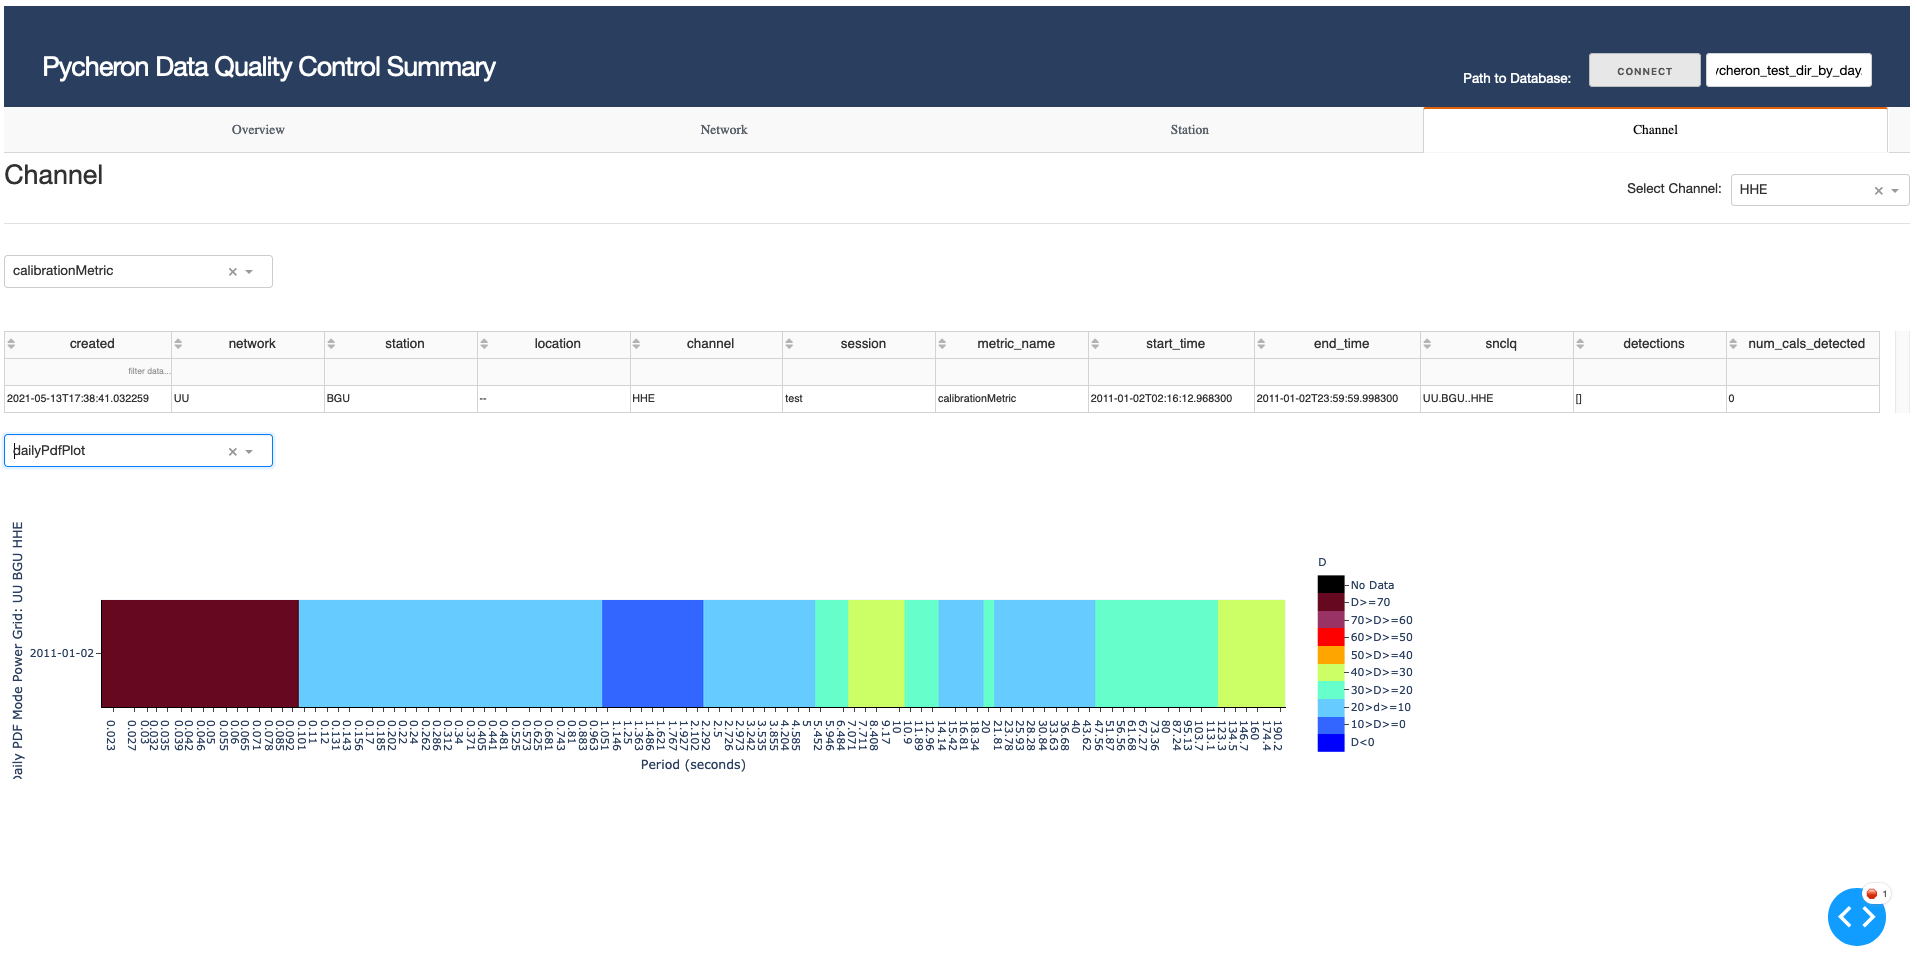 Pycheron Data Quality Control Summary
Path to Database:
CONNECT
ycheron_test_dir_by_day.
Overview
Network
Station
Channel
Channel
Select Channel:
HHE
calibrationMetric
created network station location channel session metric_name start_time end_time snclq detections num_cals_detected
filter data...
2021-05-13T17:38:41.032259 UU BGU -- HHE test calibrationMetric 2011-01-02T02:16:12.968300 2011-01-02T23:59:59.998300 UU.BGU..HHE [] 0
dailyPdfPlot
Daily PDF Mode Power Grid: UU BGU HHE
2011-01-02
0.023 0.027 0.03 0.032 0.035 0.039 0.042 0.046 0.05 0.055 0.06 0.065 0.071 0.078 0.085 0.092 0.101 0.11 0.12 0.131 0.143 0.156 0.17 0.185 0.202 0.22 0.24 0.262 0.286 0.312 0.34 0.371 0.405 0.441 0.481 0.525 0.573 0.625 0.681 0.743 0.81 0.883 0.963 1.051 1.146 1.25 1.363 1.486 1.621 1.767 1.927 2.102 2.292 2.5 2.726 2.973 3.242 3.535 3.855 4.204 4.585 5 5.452 5.946 6.484 7.071 7.711 8.408 9.17 10 10.9 11.89 12.96 14.14 15.42 16.81 18.34 20 21.81 23.78 25.93 28.28 30.84 33.63 36.68 40 43.62 47.56 51.87 56.56 61.68 67.27 73.36 80 87.24 95.13 103.7 113.1 123.3 134.5 146.7 160 174.4 190.2
Period (seconds)
D
No Data
D>=70
70>D>=60
60>D>=50
50>D>=40
40>D>=30
30>D>=20
20>d>=10
10>D>=0
D<0
1